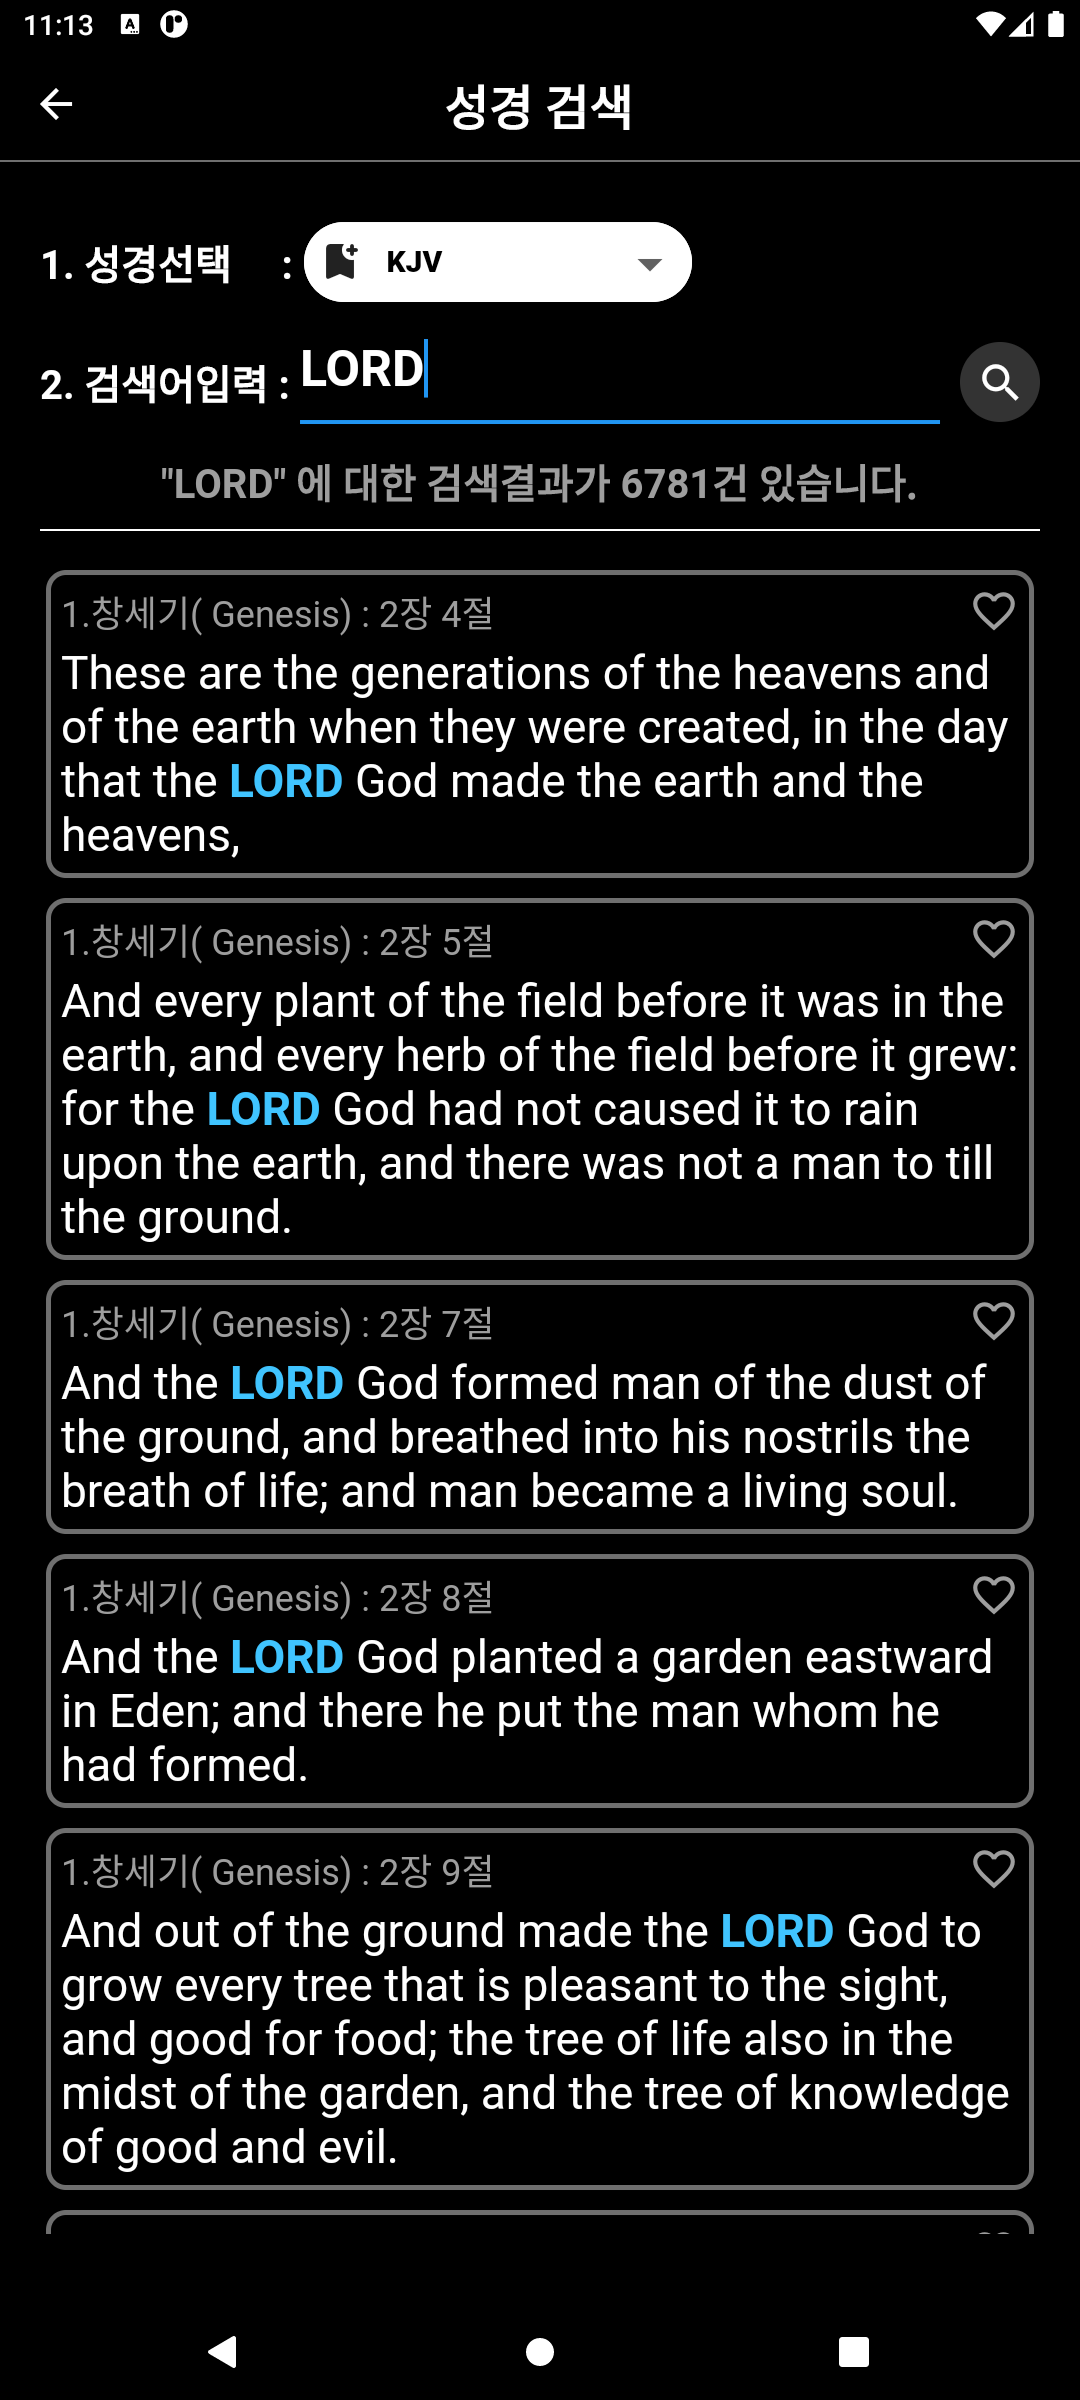 11:13
성경 검색
1. 성경선택 : KJV
2. 검색어입력 : LORD
"LORD" 에 대한 검색결과가 6781건 있습니다.
1.창세기( Genesis) : 2장 4절
These are the generations of the heavens and
of the earth when they were created, in the day
that the LORD God made the earth and the
heavens,
1.창세기( Genesis) : 2장 5절
And every plant of the field before it was in the
earth, and every herb of the field before it grew:
for the LORD God had not caused it to rain
upon the earth, and there was not a man to till
the ground.
1.창세기( Genesis) : 2장 7절
And the LORD God formed man of the dust of
the ground, and breathed into his nostrils the
breath of life; and man became a living soul.
1.창세기( Genesis) : 2장 8절
And the LORD God planted a garden eastward
in Eden; and there he put the man whom he
had formed.
1.창세기( Genesis) : 2장 9절
And out of the ground made the LORD God to
grow every tree that is pleasant to the sight,
and good for food; the tree of life also in the
midst of the garden, and the tree of knowledge
of good and evil.